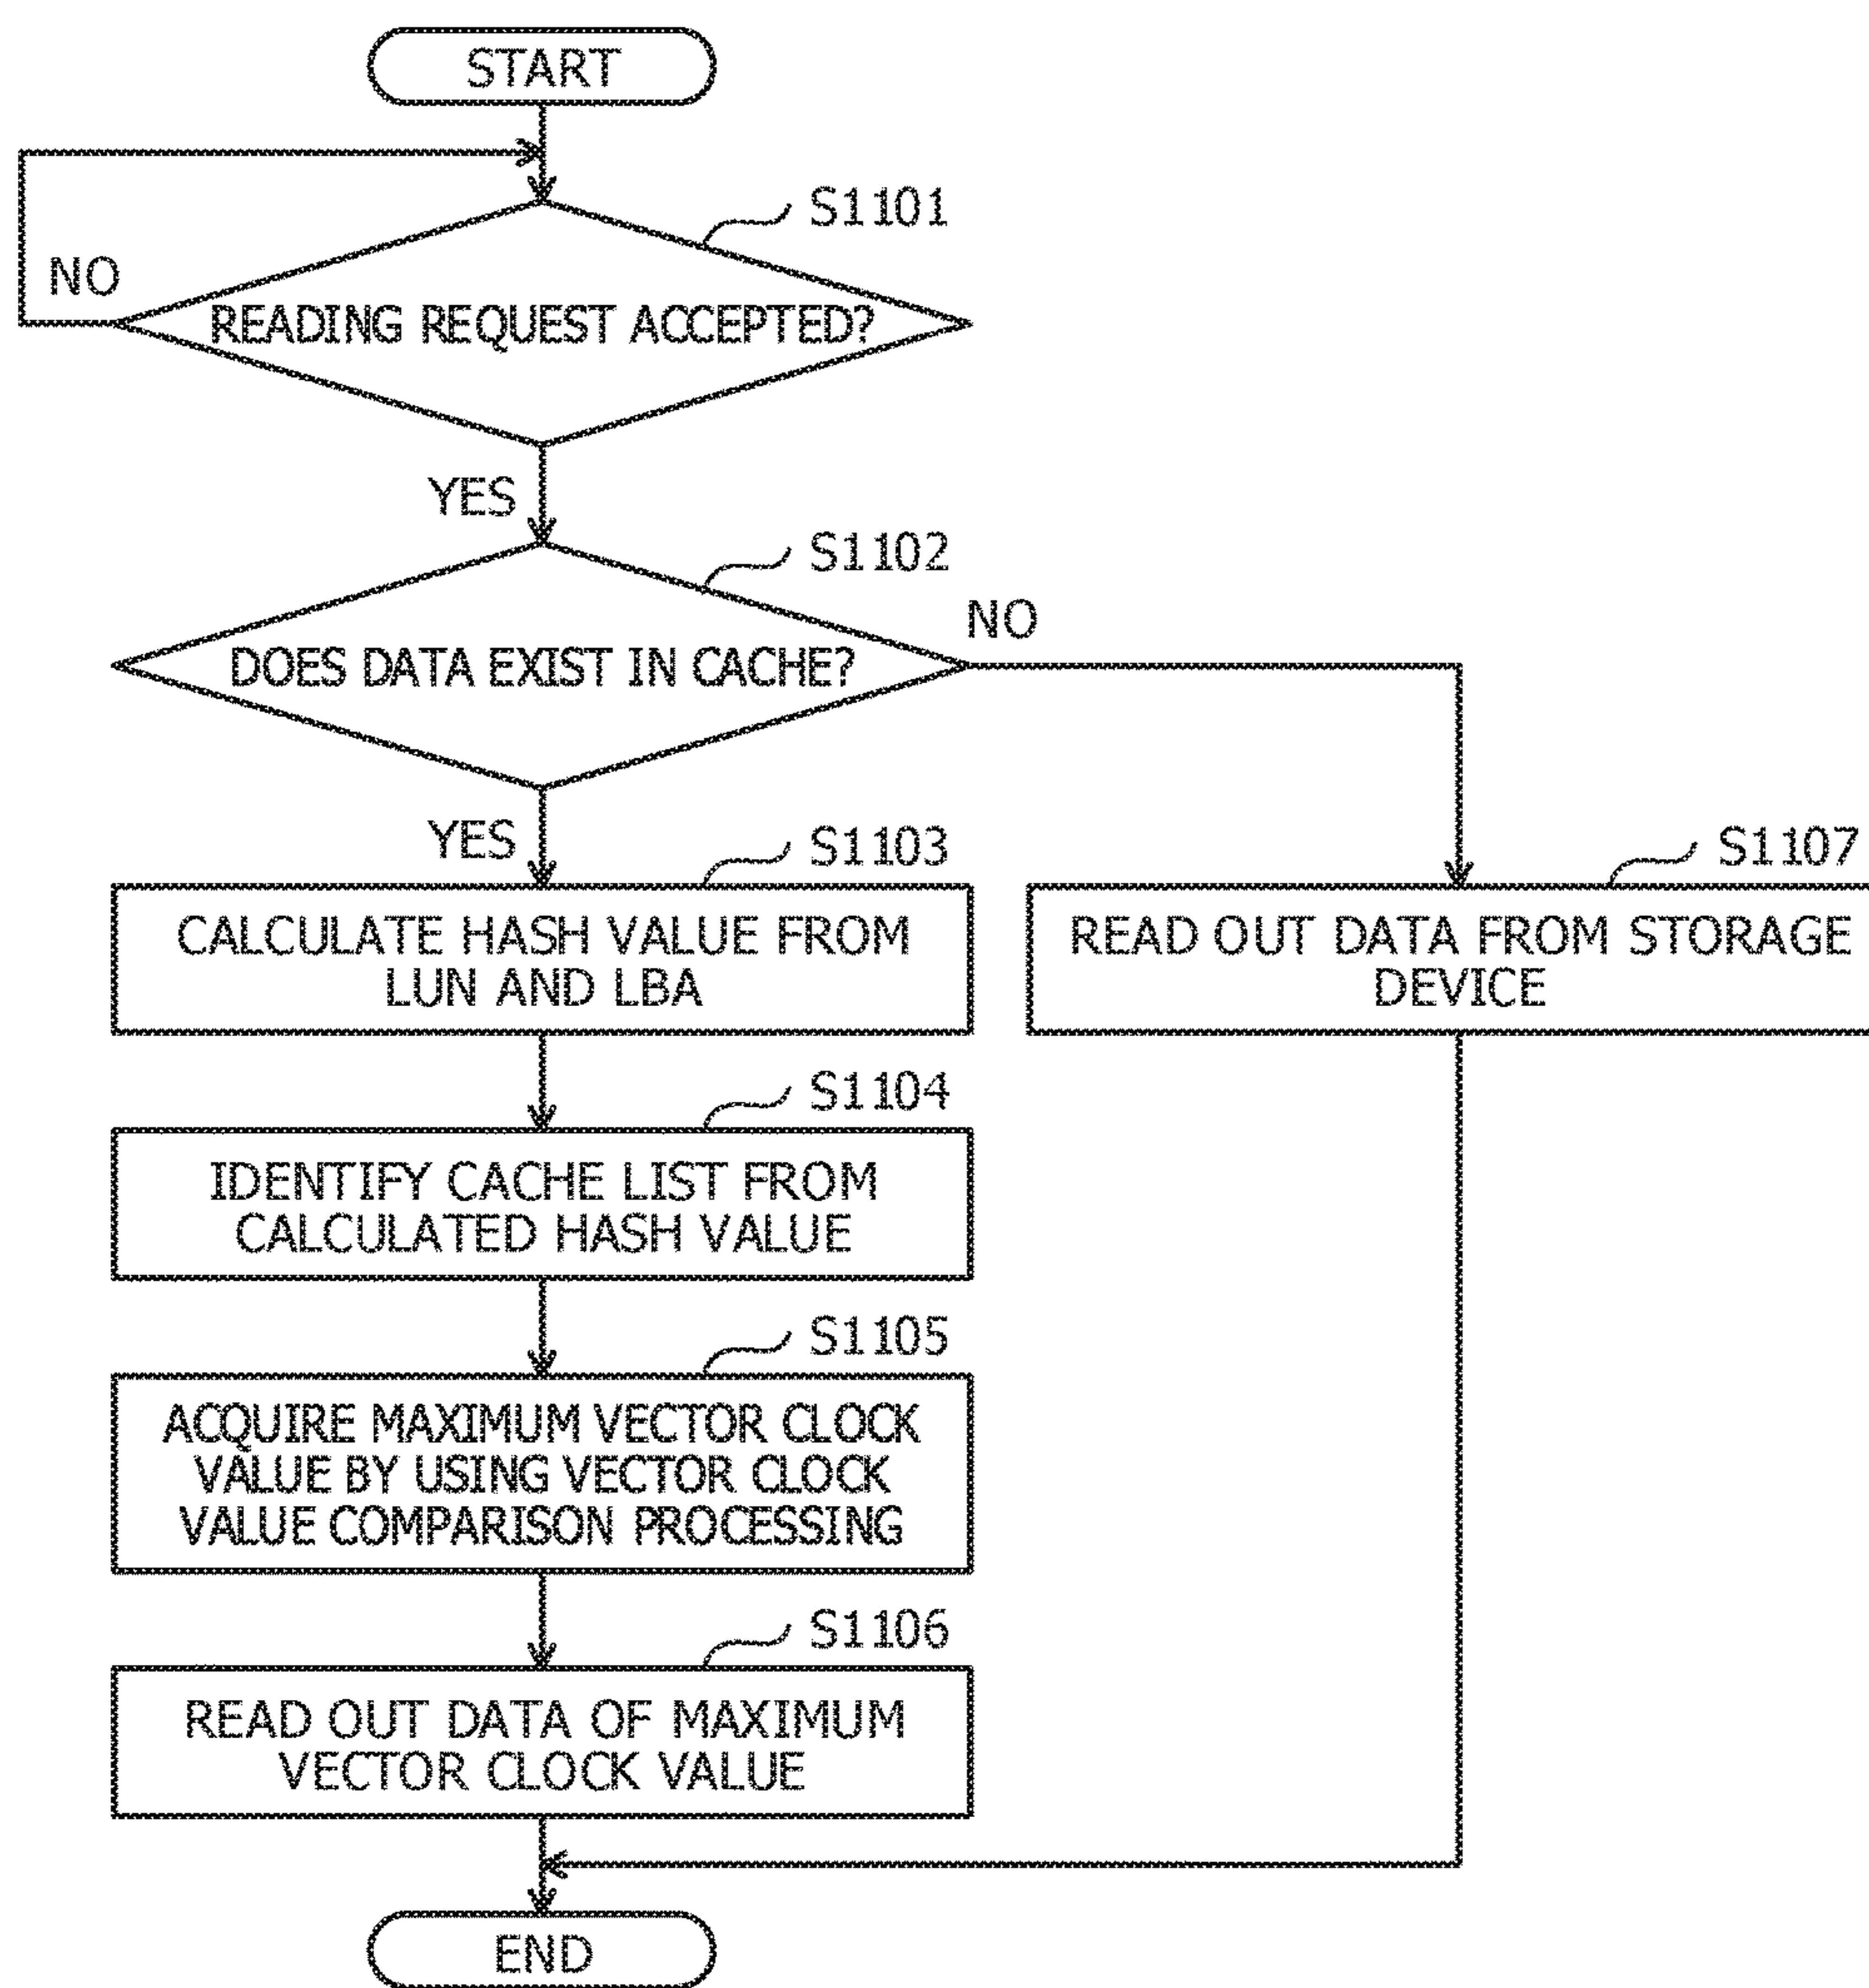 START
S1101
NO
READING REQUEST ACCEPTED?
YES
S1102
NO
DOES DATA EXIST IN CACHE?
YES
S1103
S1107
CALCULATE HASH VALUE FROM
LUN AND LBA
READ OUT DATA FROM STORAGE
DEVICE
S1104
IDENTIFY CACHE LIST FROM
CALCULATED HASH VALUE
S1105
ACQUIRE MAXIMUM VECTOR CLOCK
VALUE BY USING VECTOR CLOCK
VALUE COMPARISON PROCESSING
S1106
READ OUT DATA OF MAXIMUM
VECTOR CLOCK VALUE
END